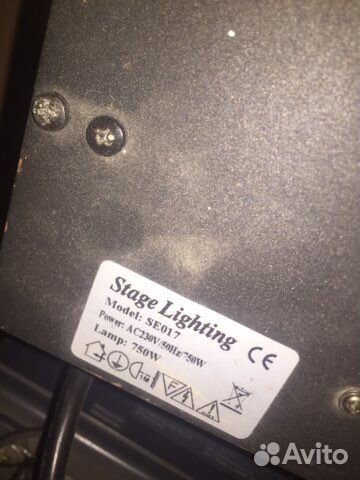 Stage Lighting
Model: SE017
Power: AC230V/50Hz/750W
Lamp: 750W
CE
F
Avito